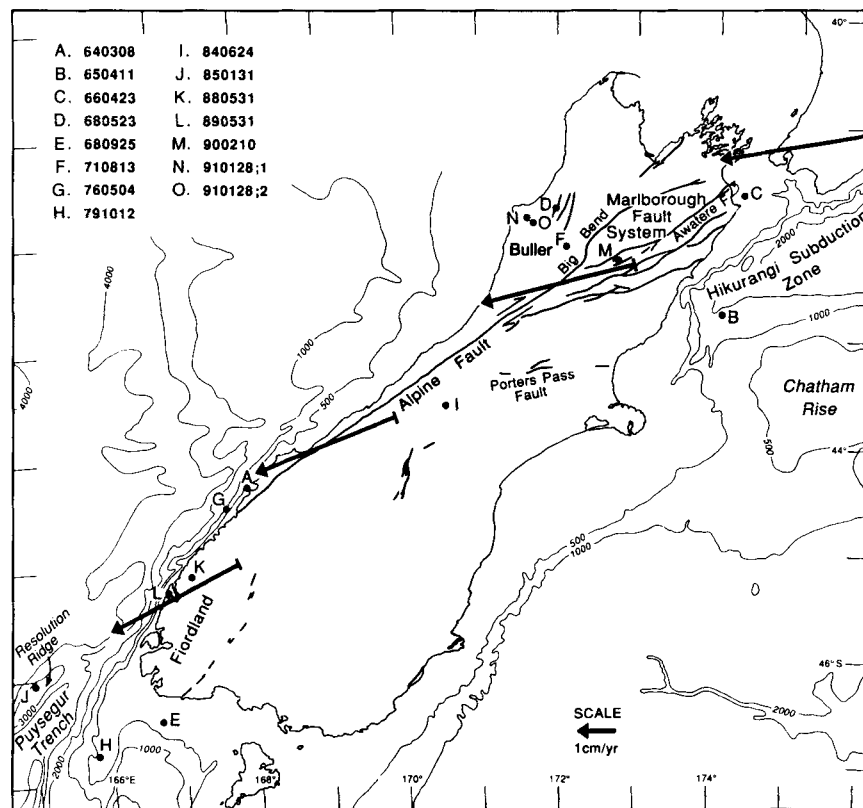 A. 640308
B. 650411
C. 660423
D. 680523
E. 680925
F. 710813
G. 760504
H. 791012
I. 840624
J. 850131
K. 880531
L. 890531
M. 900210
N. 910128;1
O. 910128;2
40°
4000
4000
1000
500
N
D
O
Buller
F
Big Bend
Marlborough
Fault
System
M
Awatere F.
C
2000
Hikurangi Subduction
Zone
B
1000
Chatham
Rise
500
44°
Alpine Fault
Porters Pass
Fault
A
G
K
L
Fiordland
500
1000
Resolution
Ridge
J
3000
Puysegur
Trench
2000
H
E
1000
46°S
2000
SCALE
1cm/yr
166°E
168°
170°
172°
174°